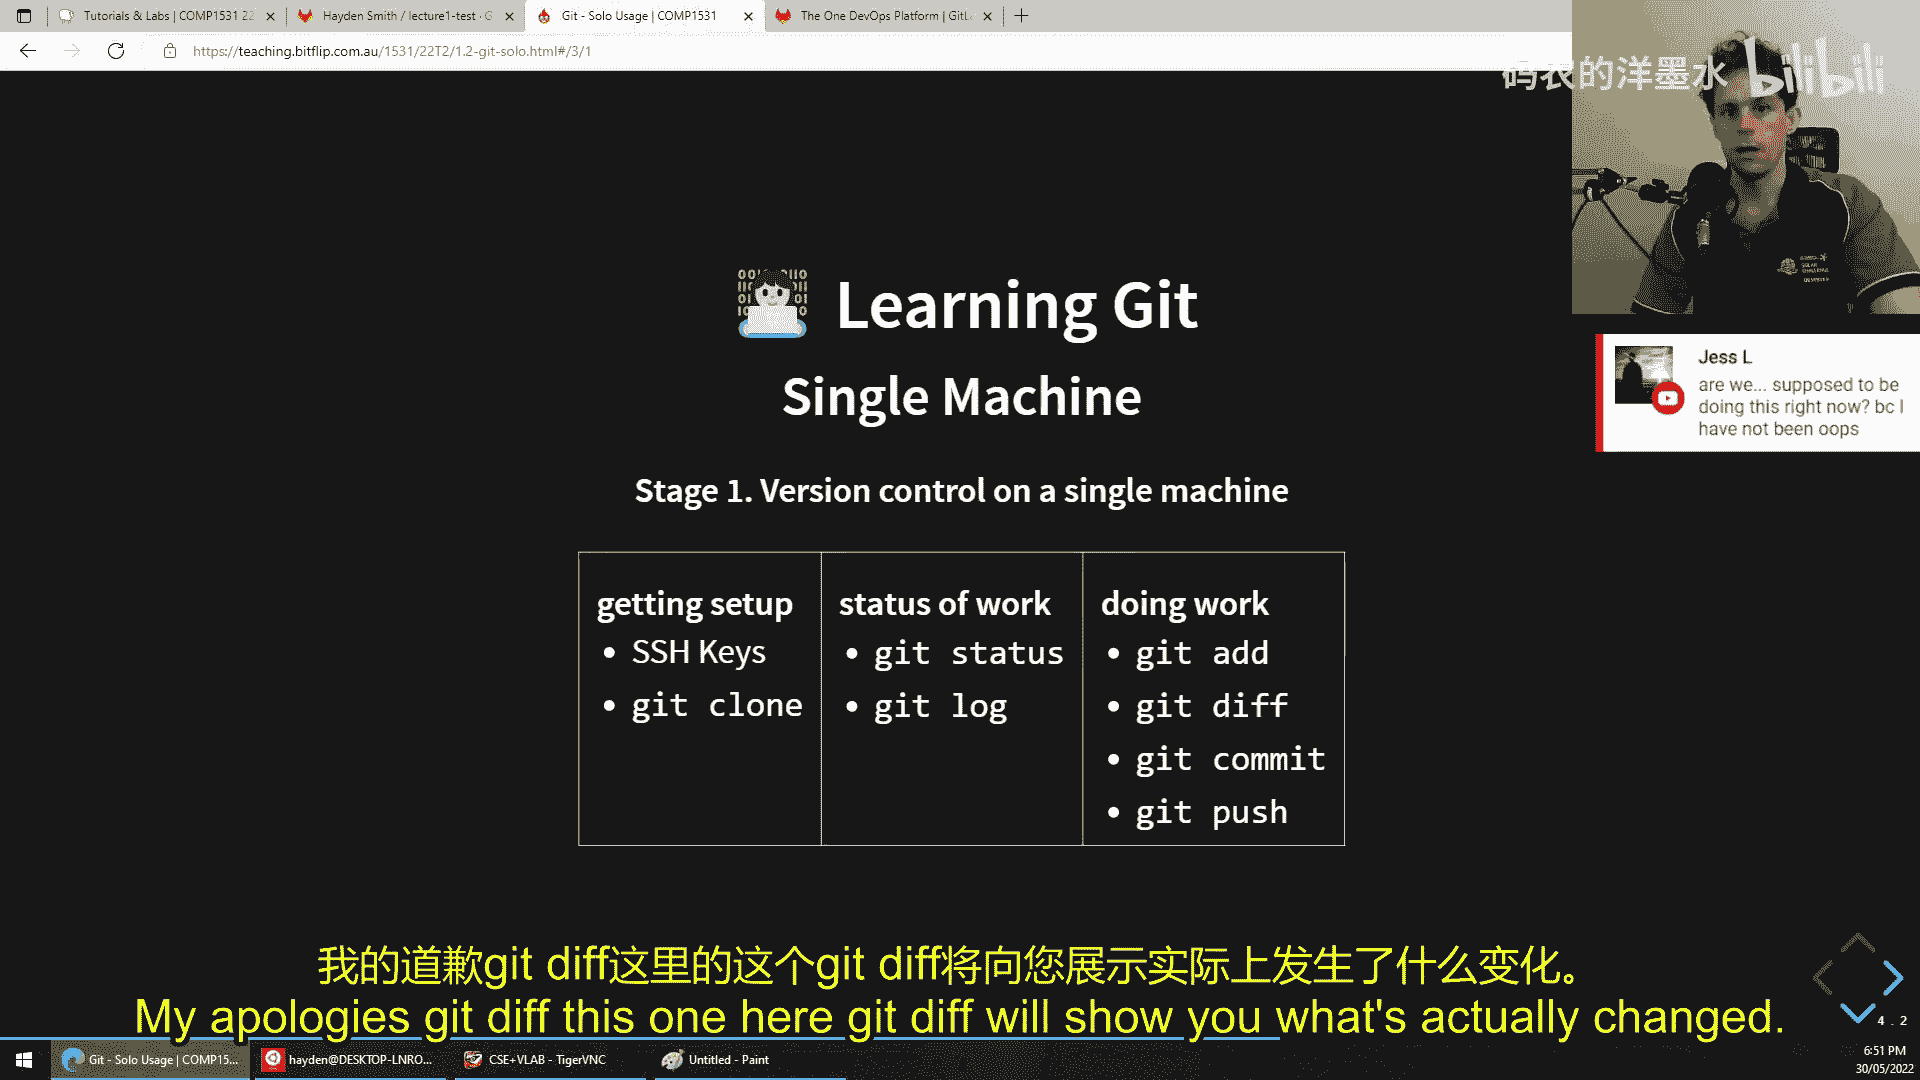 Tutorials & Labs | COMP1531 22
Hayden Smith / lecture1-test · G
Git - Solo Usage | COMP1531
The One DevOps Platform | GitL
https://teaching.bitflip.com.au/1531/22T2/1.2-git-solo.html#/3/1
码农的洋墨水 bilibili
Learning Git
Single Machine
Jess L
are we... supposed to be
doing this right now? bc I
have not been oops
Stage 1. Version control on a single machine
getting setup
• SSH Keys
• git clone
status of work
• git status
• git log
doing work
• git add
• git diff
• git commit
• git push
我的道歉git diff这里的这个git diff将向您展示实际上发生了什么变化。
My apologies git diff this one here git diff will show you what's actually changed.
4 . 2
Git - Solo Usage | COMP15...
hayden@DESKTOP-LNRO...
CSE+VLAB - TigerVNC
Untitled - Paint
6:51 PM
30/05/2022